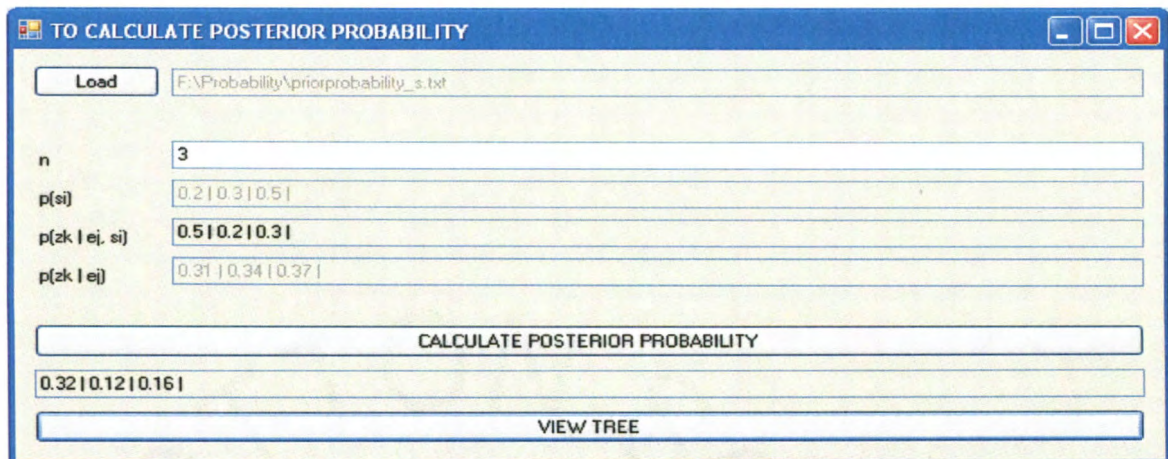 TO CALCULATE POSTERIOR PROBABILITY
Load F:\Probability\priorprobability_s.txt
n 3
p(si) 0.2 | 0.3 | 0.5 |
p(zk | ej, si) 0.5 | 0.2 | 0.3 |
p(zk | ej) 0.31 | 0.34 | 0.37 |
CALCULATE POSTERIOR PROBABILITY
0.32 | 0.12 | 0.16 |
VIEW TREE